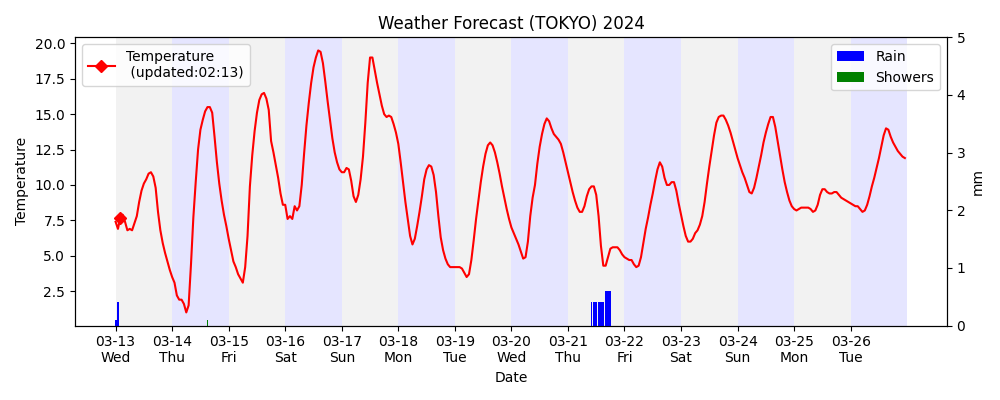 Weather Forecast (TOKYO) 2024
Temperature
(updated:02:13)
Rain
Showers
Temperature
20.0
17.5
15.0
12.5
10.0
7.5
5.0
2.5
5
4
3
2
1
0
mm
03-13 03-14 03-15 03-16 03-17 03-18 03-19 03-20 03-21 03-22 03-23 03-24 03-25 03-26
Wed Thu Fri Sat Sun Mon Tue Wed Thu Fri Sat Sun Mon Tue
Date